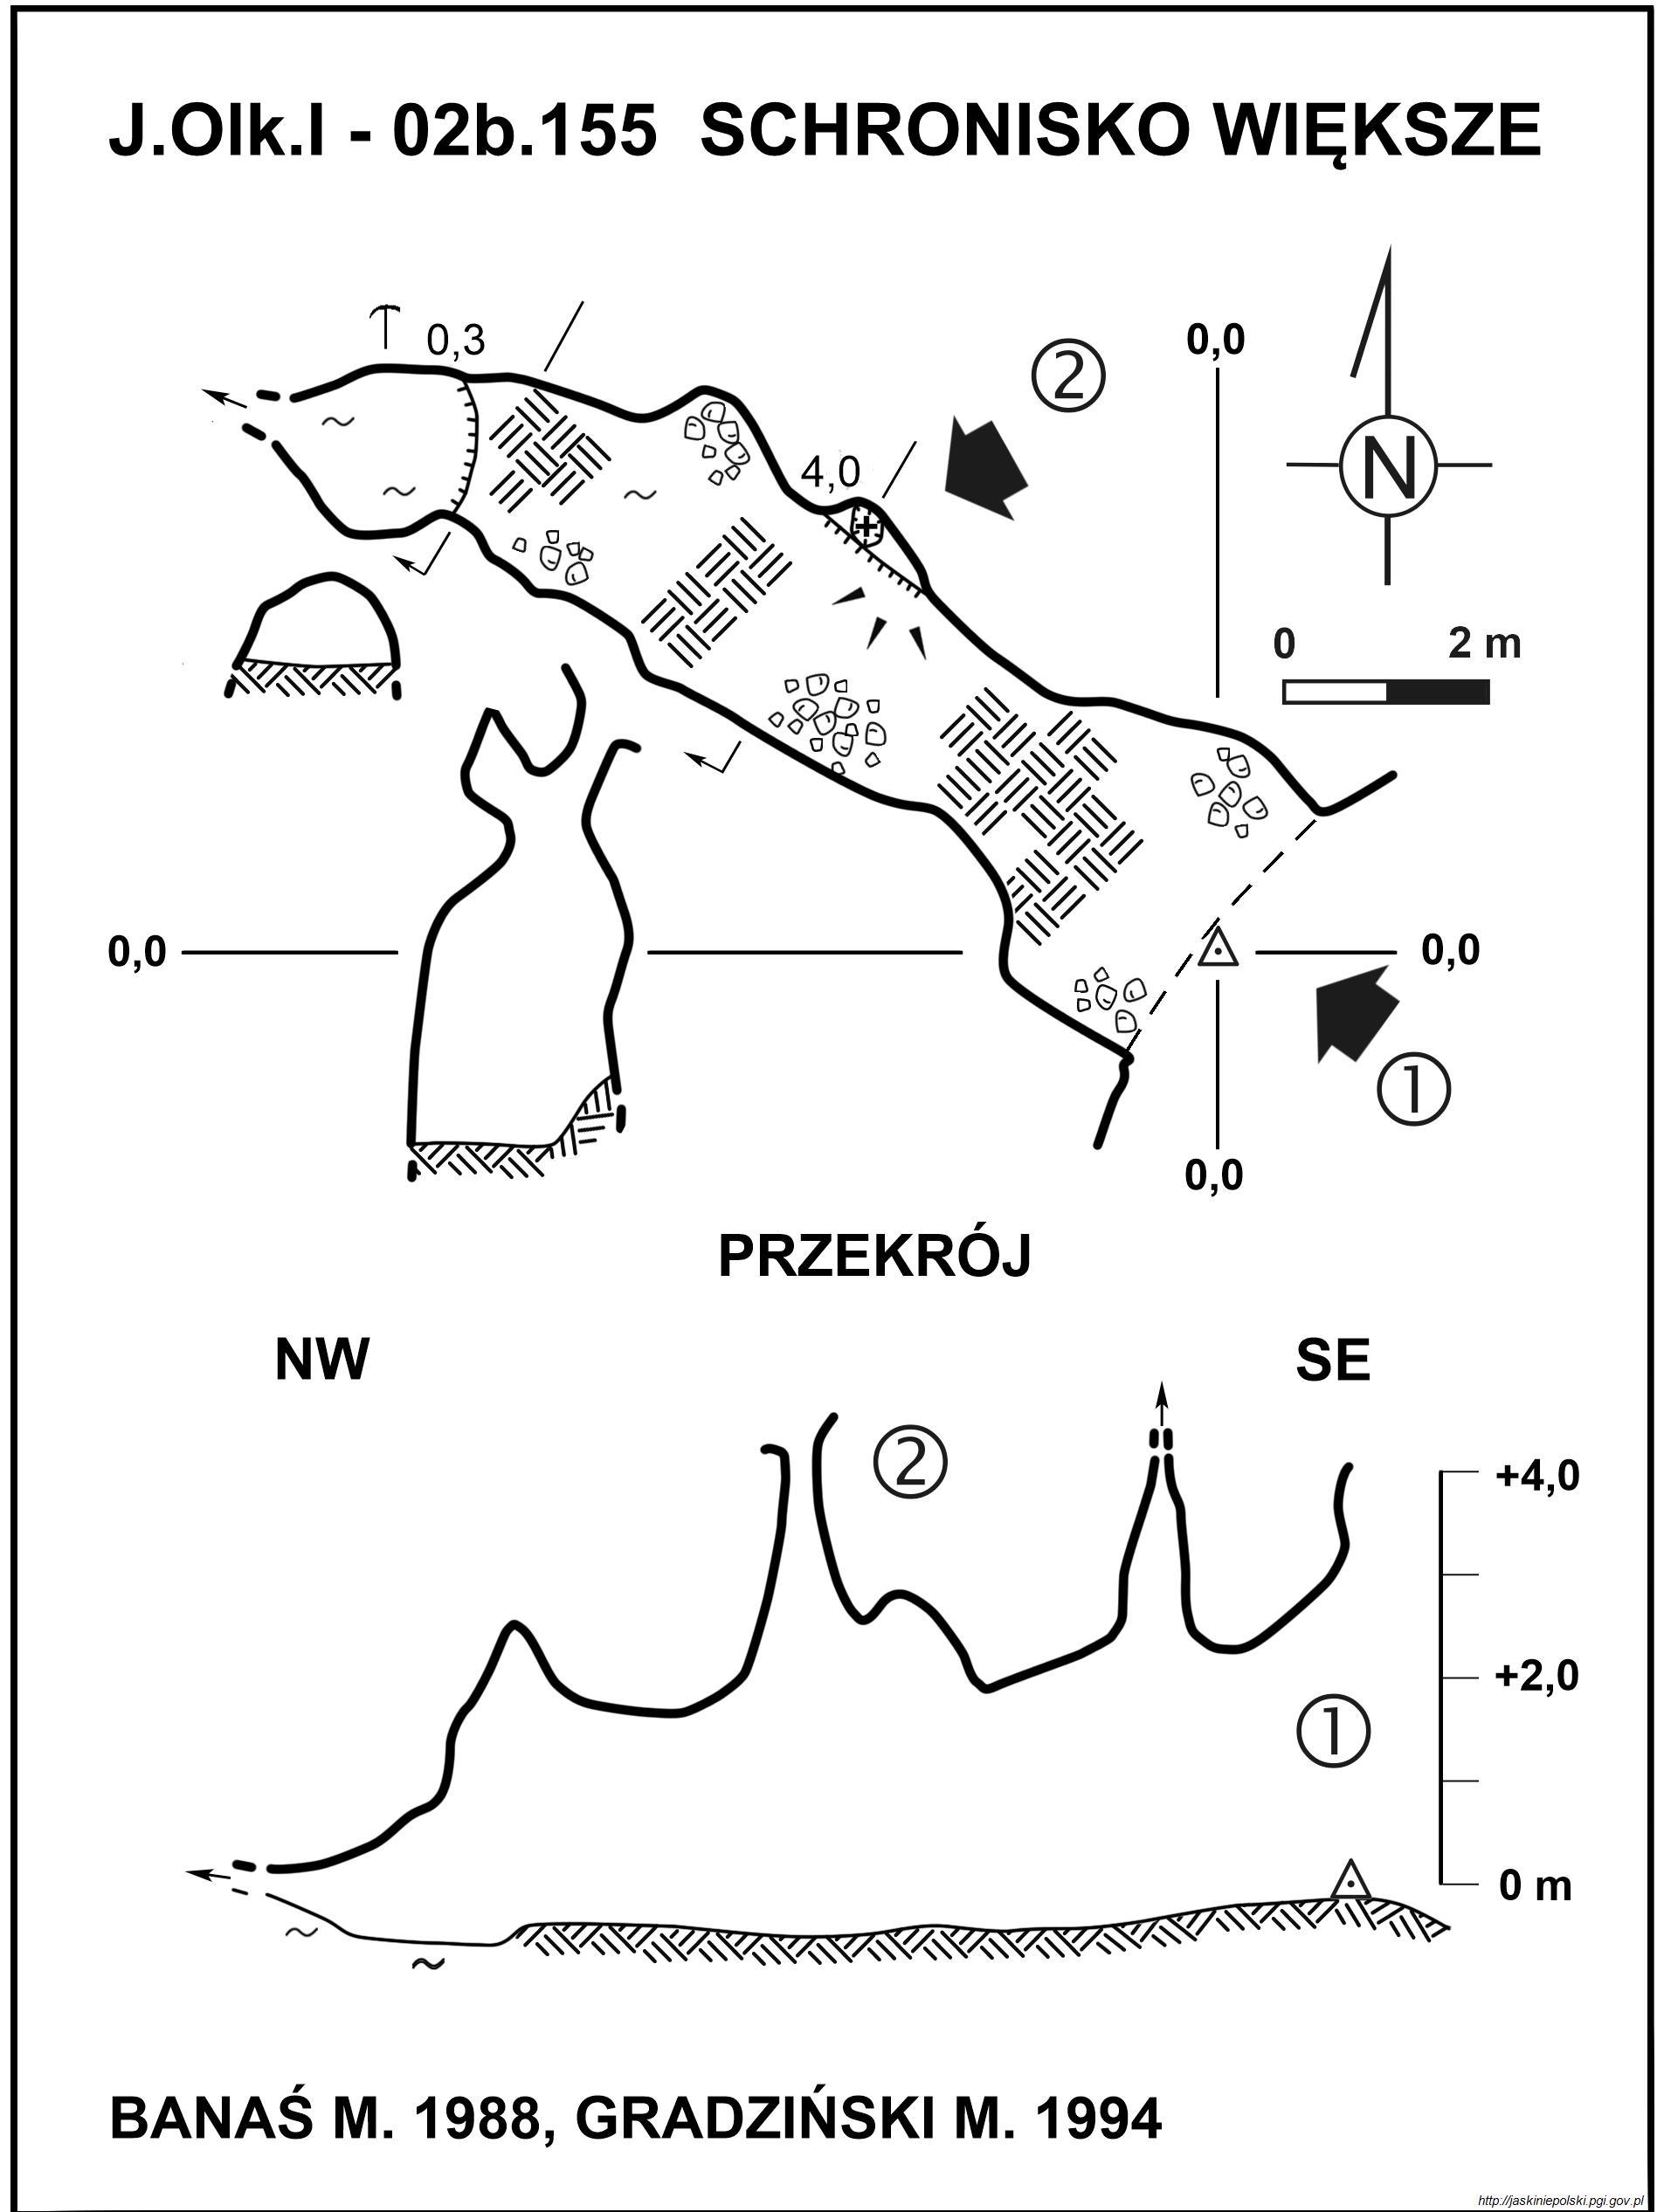 J.Olk.I - 02b.155 SCHRONISKO WIĘKSZE
0,3
2
0,0
4,0
N
0 2 m
0,0
0,0
1
0,0
PRZEKRÓJ
NW SE
2
+4,0
+2,0
1
0 m
BANAŚ M. 1988, GRADZIŃSKI M. 1994
http://jaskiniepolski.pgi.gov.pl